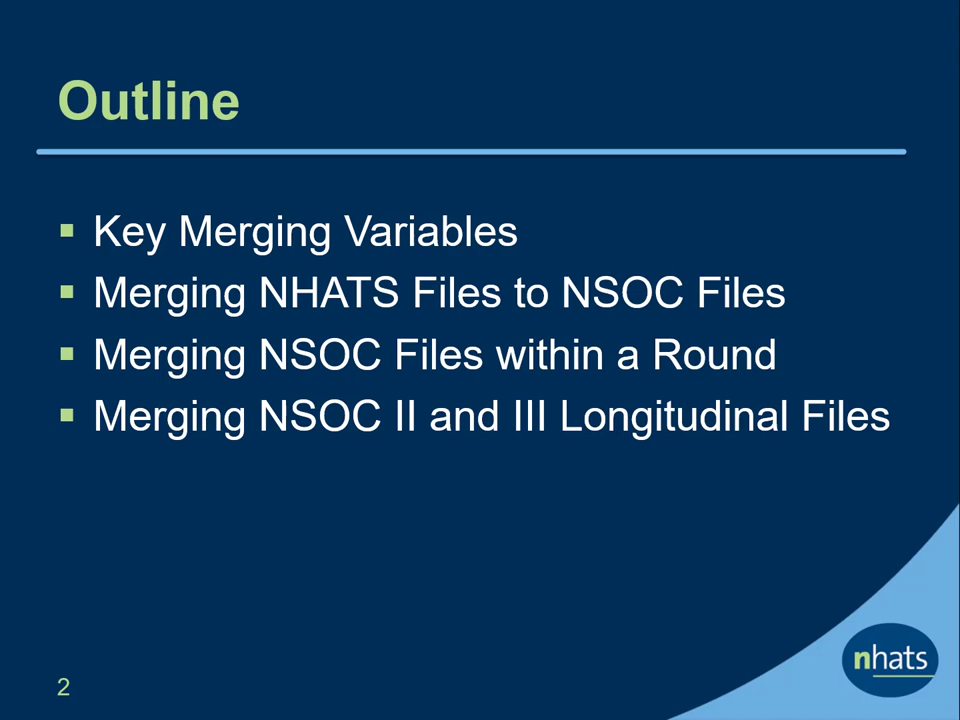 Outline
▪ Key Merging Variables
▪ Merging NHATS Files to NSOC Files
▪ Merging NSOC Files within a Round
▪ Merging NSOC II and III Longitudinal Files
nhats
2